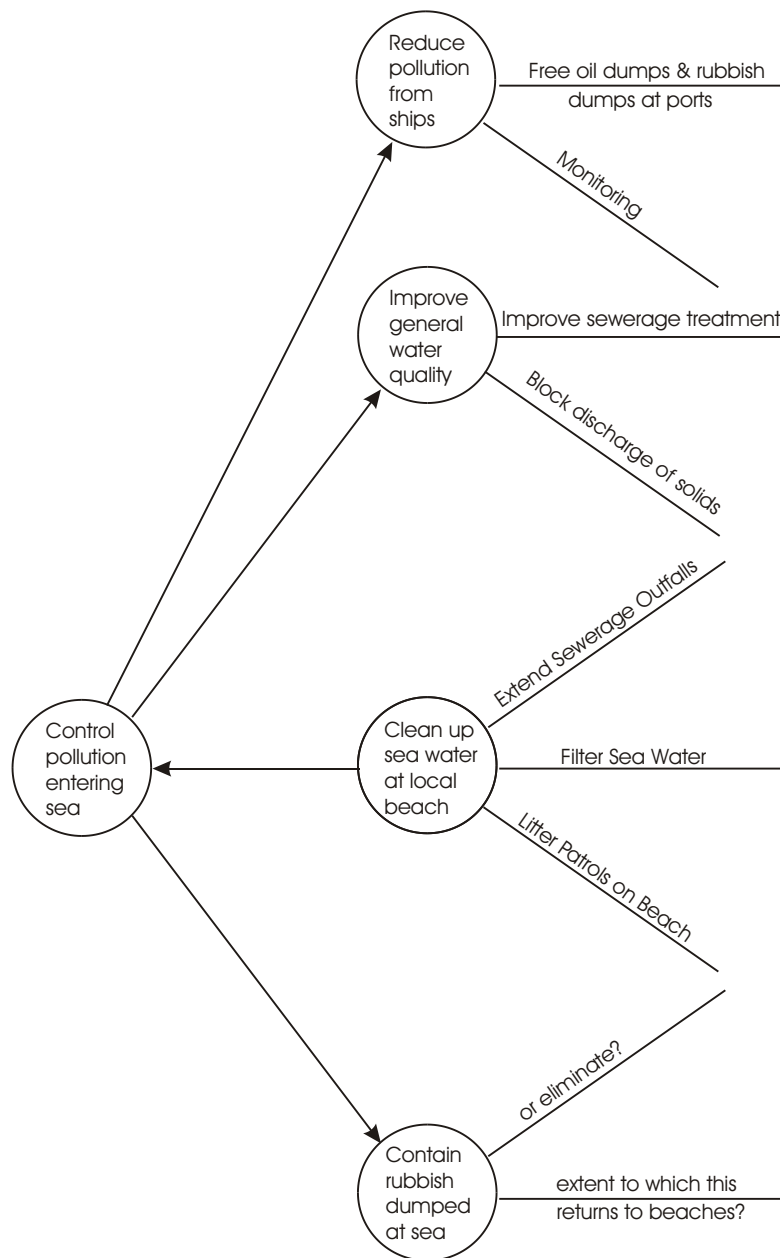 Reduce
pollution
from
ships
Free oil dumps & rubbish
dumps at ports
Monitoring
Improve
general
water
quality
Improve sewerage treatment
Block discharge of solids
Extend Sewerage Outfalls
Control
pollution
entering
sea
Clean up
sea water
at local
beach
Filter Sea Water
Litter Patrols on Beach
or eliminate?
Contain
rubbish
dumped
at sea
extent to which this
returns to beaches?